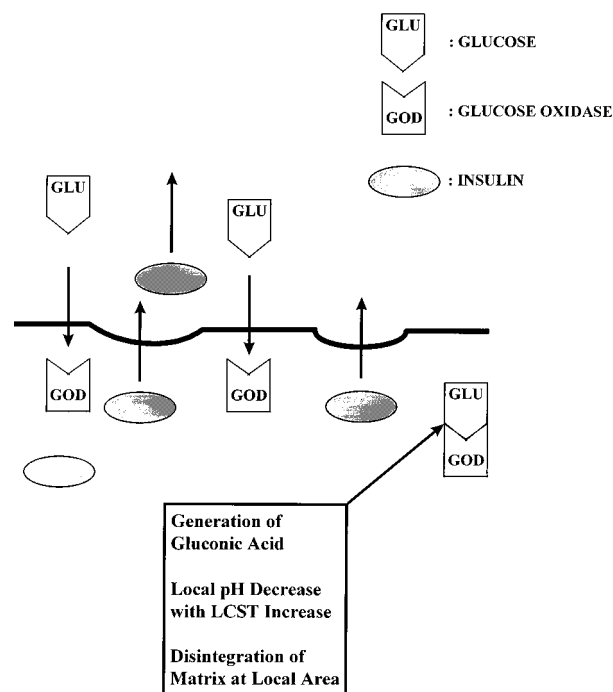 GLU
: GLUCOSE
GOD
: GLUCOSE OXIDASE
: INSULIN
GLU
GLU
GOD
GOD
GLU
GOD
Generation of
Gluconic Acid
Local pH Decrease
with LCST Increase
Disintegration of
Matrix at Local Area